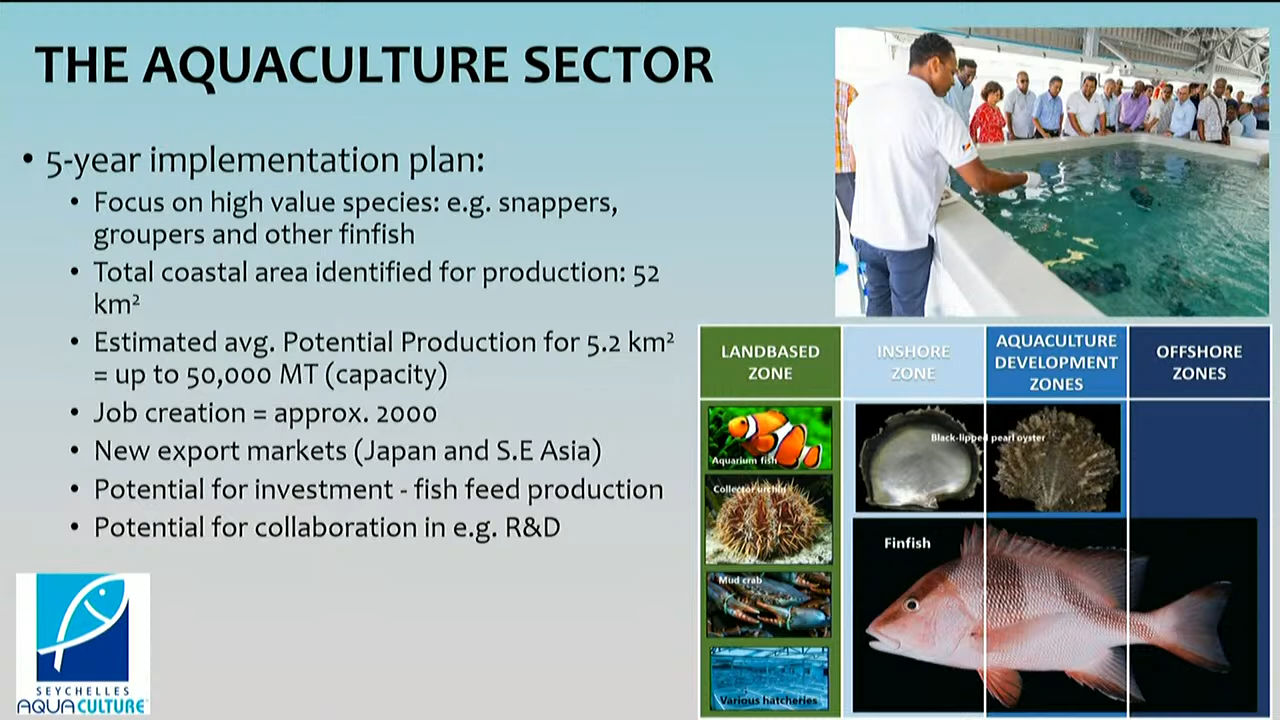 THE AQUACULTURE SECTOR
• 5-year implementation plan:
• Focus on high value species: e.g. snappers,
groupers and other finfish
• Total coastal area identified for production: 52
km²
• Estimated avg. Potential Production for 5.2 km²
= up to 50,000 MT (capacity)
• Job creation = approx. 2000
• New export markets (Japan and S.E Asia)
• Potential for investment - fish feed production
• Potential for collaboration in e.g. R&D
SEYCHELLES
AQUACULTURE
LANDBASED
ZONE
INSHORE
ZONE
AQUACULTURE
DEVELOPMENT
ZONES
OFFSHORE
ZONES
Aquarium fish
Collector urchin
Mud crab
Various hatcheries
Black-lipped pearl oyster
Finfish